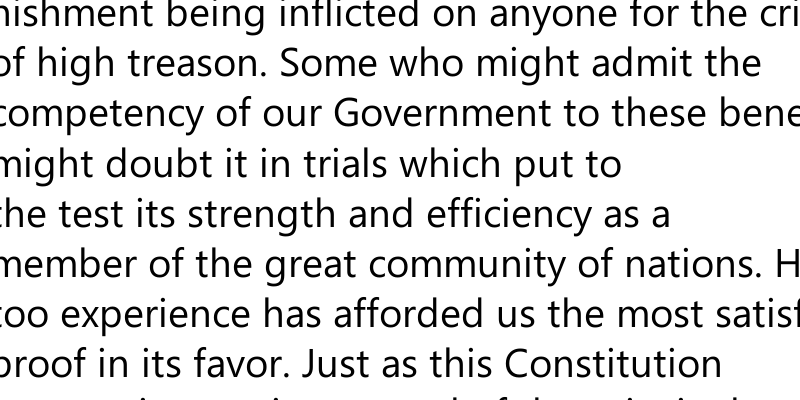 nishment being inflicted on anyone for the cri
of high treason. Some who might admit the
competency of our Government to these bene
might doubt it in trials which put to
the test its strength and efficiency as a
member of the great community of nations. H
too experience has afforded us the most satisf
proof in its favor. Just as this Constitution